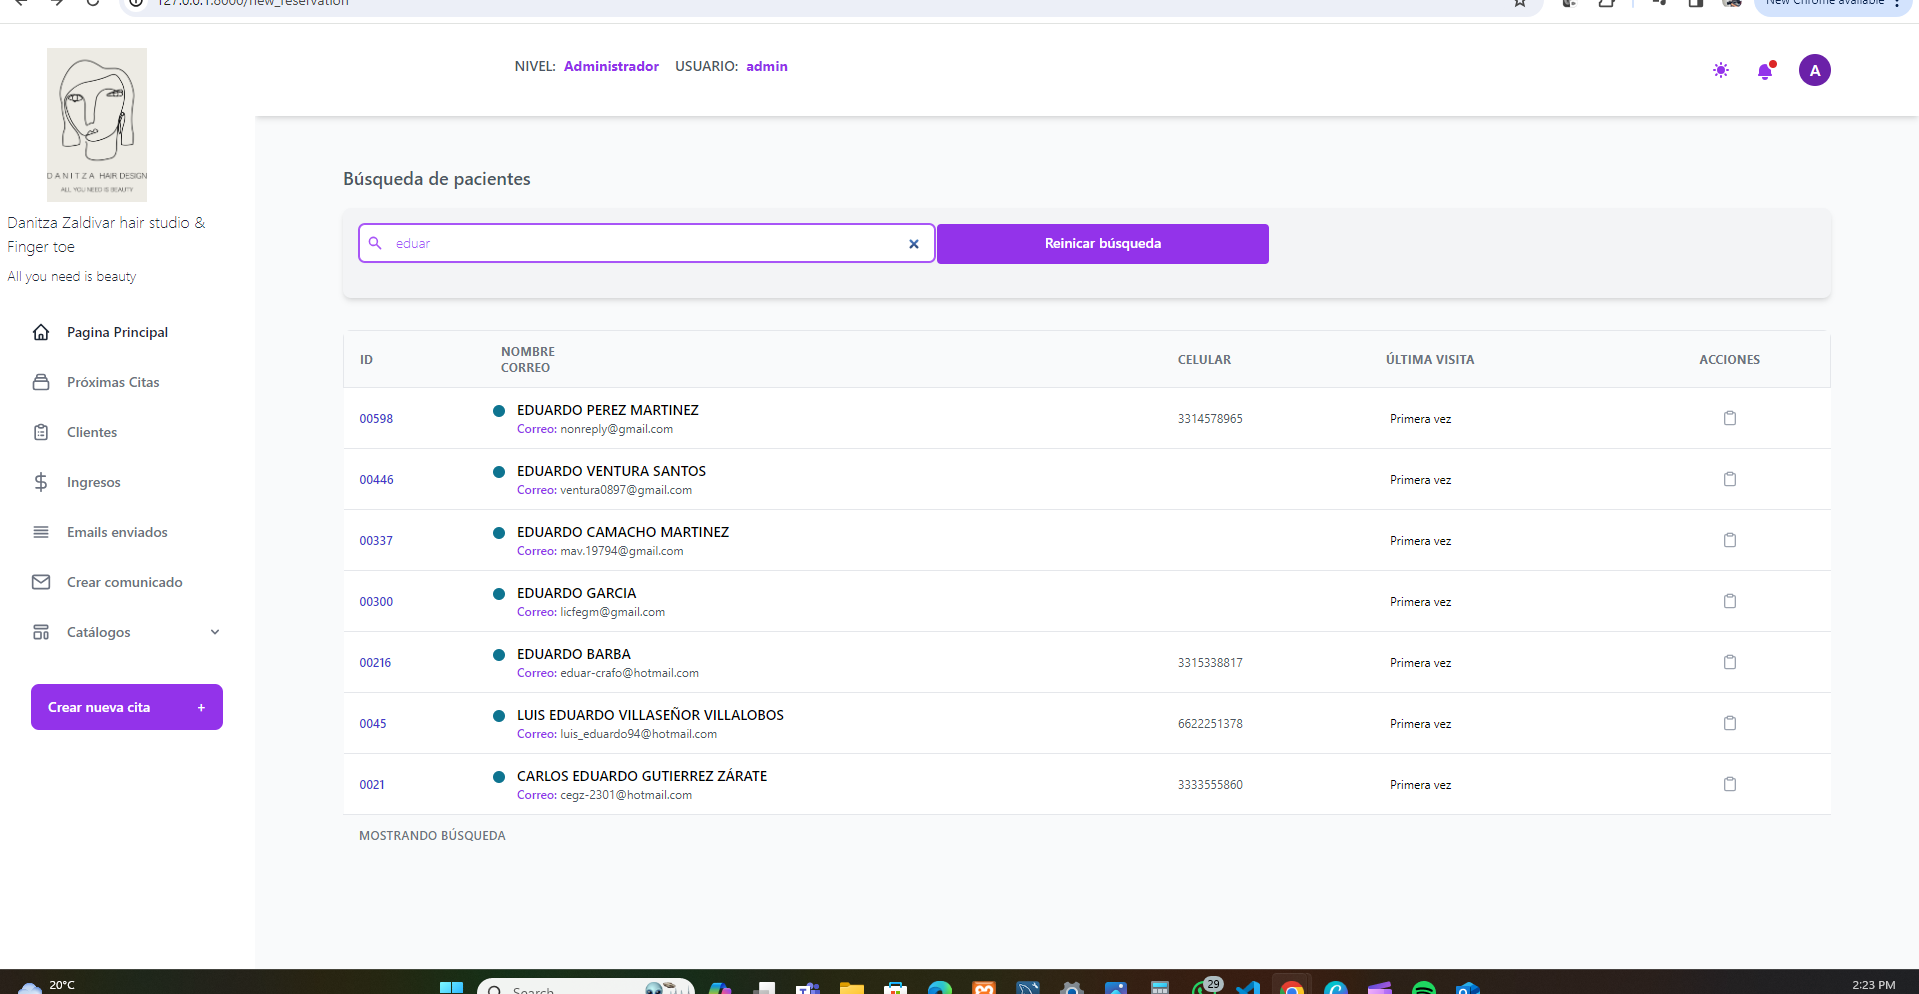 127.0.0.1:8000/new_reservation
New Chrome available
DANITZA HAIR DESIGN
ALL YOU NEED IS BEAUTY
Danitza Zaldivar hair studio &
Finger toe
All you need is beauty
Pagina Principal
Próximas Citas
Clientes
Ingresos
Emails enviados
Crear comunicado
Catálogos
Crear nueva cita +
NIVEL: Administrador USUARIO: admin
A
Búsqueda de pacientes
eduar
Reinicar búsqueda
ID NOMBRE CORREO CELULAR ÚLTIMA VISITA ACCIONES
00598 EDUARDO PEREZ MARTINEZ 3314578965 Primera vez
Correo: nonreply@gmail.com
00446 EDUARDO VENTURA SANTOS Primera vez
Correo: ventura0897@gmail.com
00337 EDUARDO CAMACHO MARTINEZ Primera vez
Correo: mav.19794@gmail.com
00300 EDUARDO GARCIA Primera vez
Correo: licfegm@gmail.com
00216 EDUARDO BARBA 3315338817 Primera vez
Correo: eduar-crafo@hotmail.com
0045 LUIS EDUARDO VILLASEÑOR VILLALOBOS 6622251378 Primera vez
Correo: luis_eduardo94@hotmail.com
0021 CARLOS EDUARDO GUTIERREZ ZÁRATE 3333555860 Primera vez
Correo: cegz-2301@hotmail.com
MOSTRANDO BÚSQUEDA
20°C
Search
29
2:23 PM